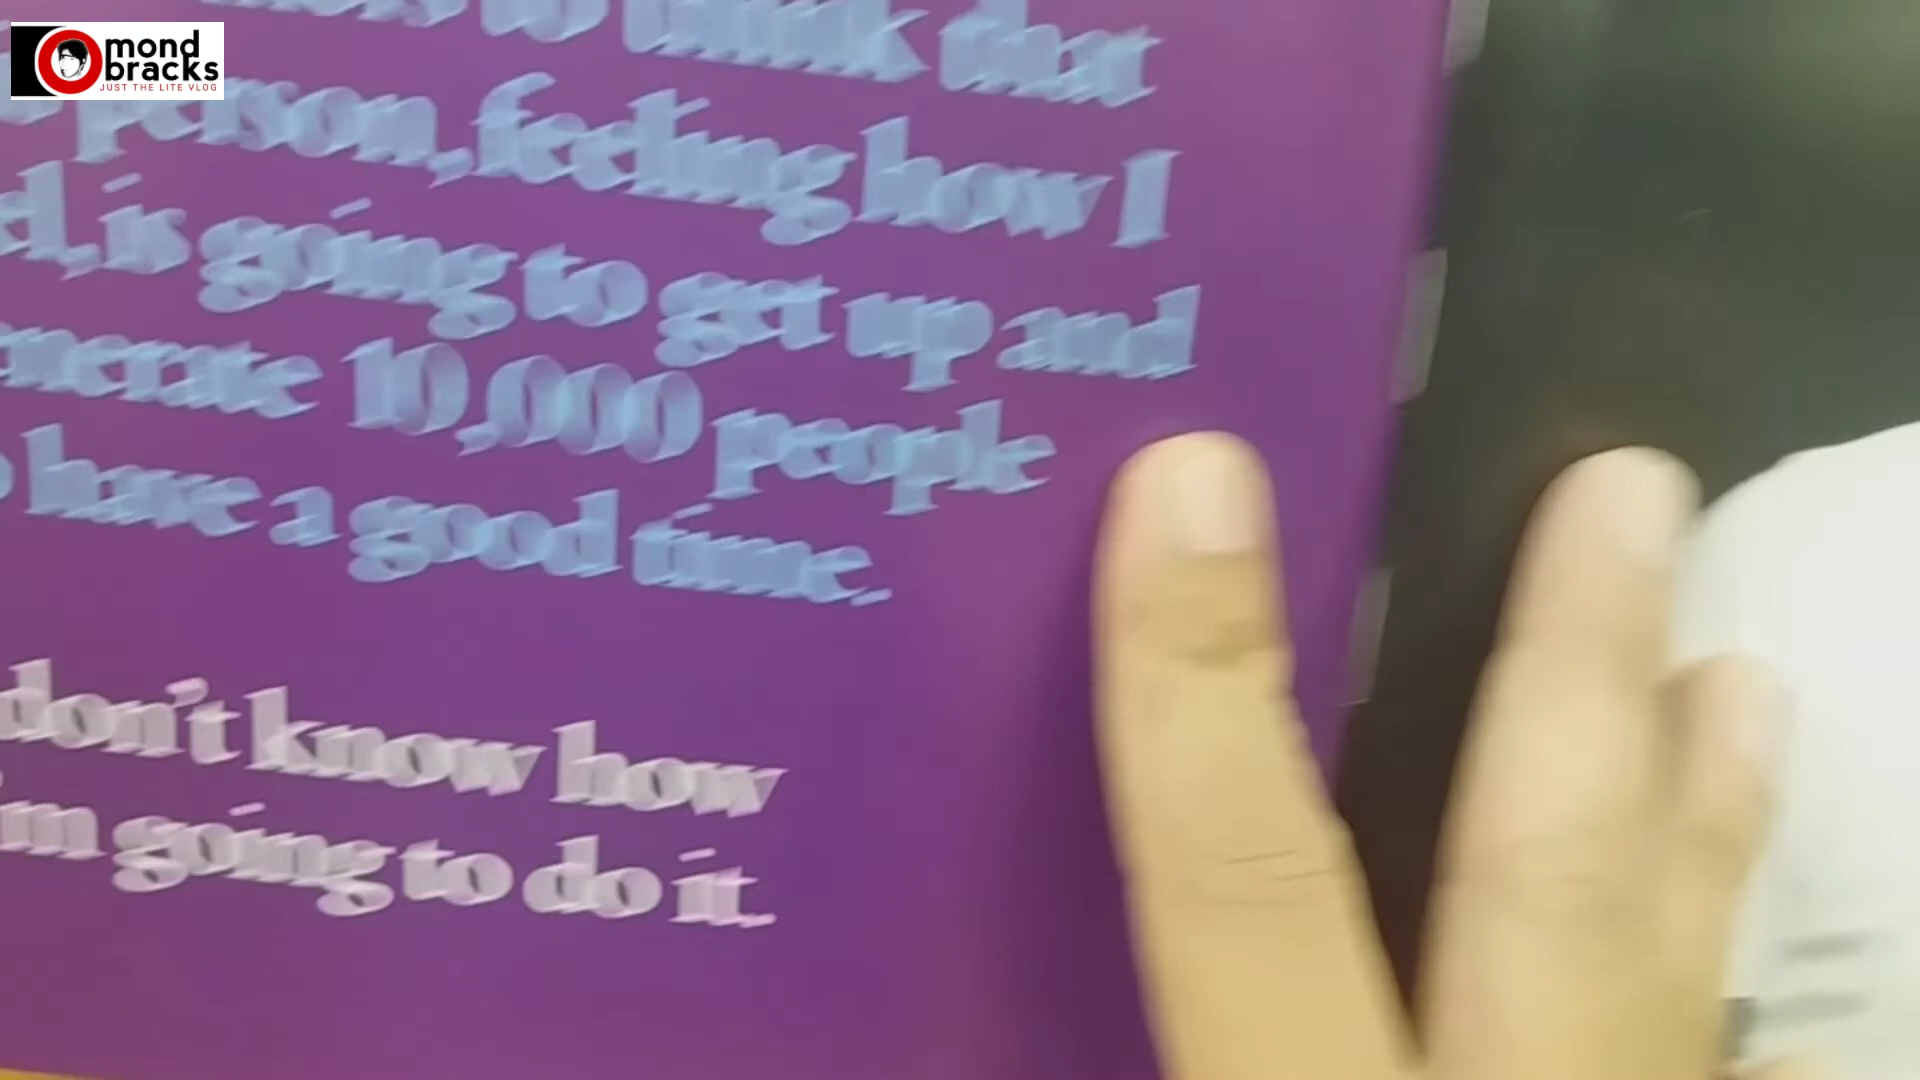 mond
bracks
JUST THE LITE VLOG
to think that
person, feeling how I
is going to get up and
10,000 people
have a good time.
don't know how
going to do it.